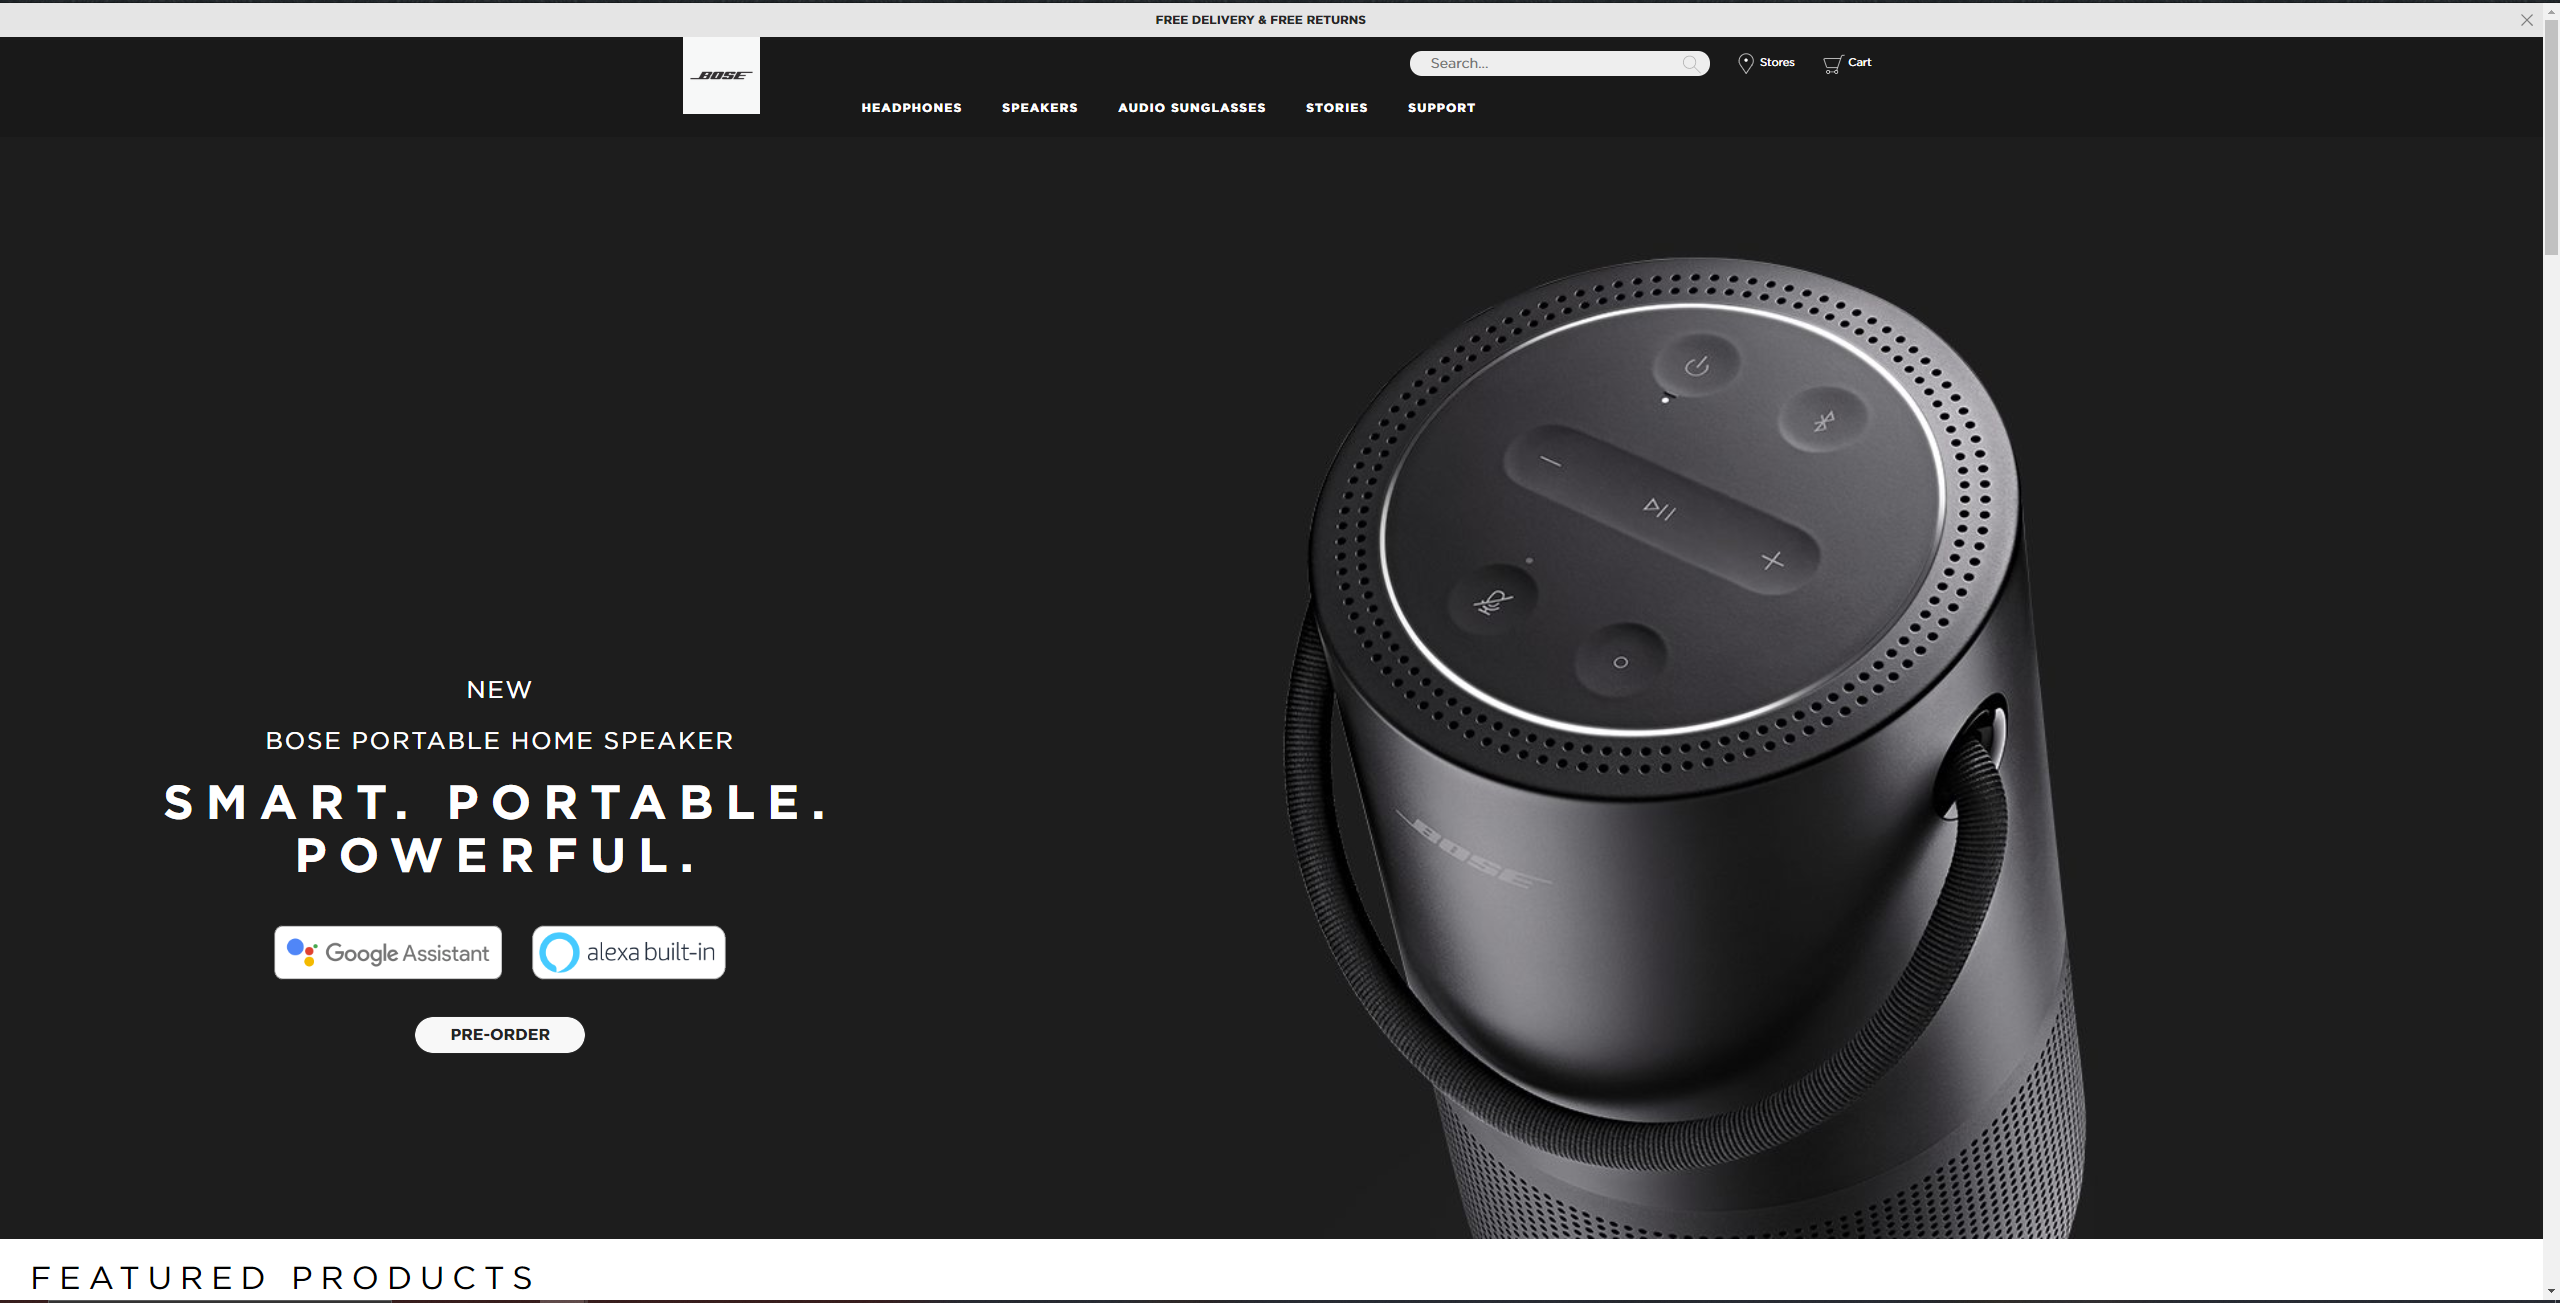 FREE DELIVERY & FREE RETURNS
BOSE
Search...
Stores
Cart
HEADPHONES
SPEAKERS
AUDIO SUNGLASSES
STORIES
SUPPORT
NEW
BOSE PORTABLE HOME SPEAKER
SMART. PORTABLE.
POWERFUL.
Google Assistant
alexa built-in
PRE-ORDER
BOSE
FEATURED PRODUCTS